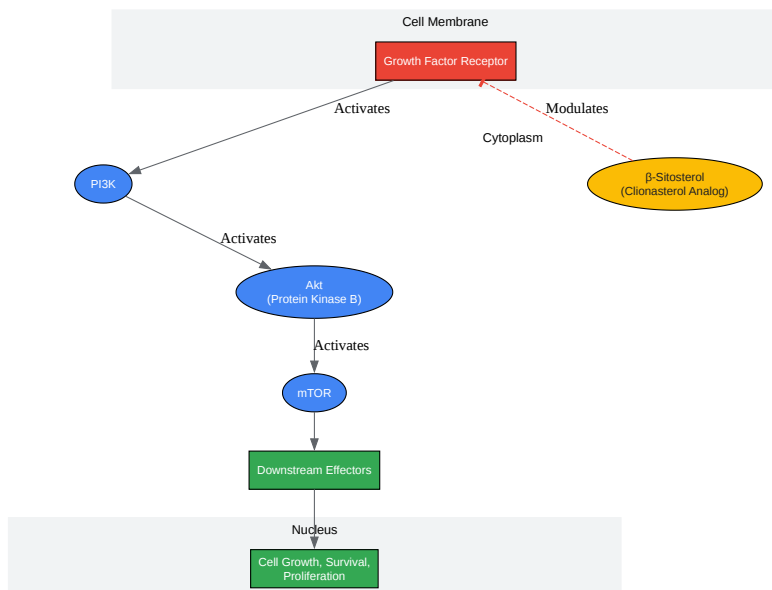 Cell Membrane
Growth Factor Receptor
Activates
Modulates
Cytoplasm
PI3K
β-Sitosterol
(Clionasterol Analog)
Activates
Akt
(Protein Kinase B)
Activates
mTOR
Downstream Effectors
Nucleus
Cell Growth, Survival,
Proliferation